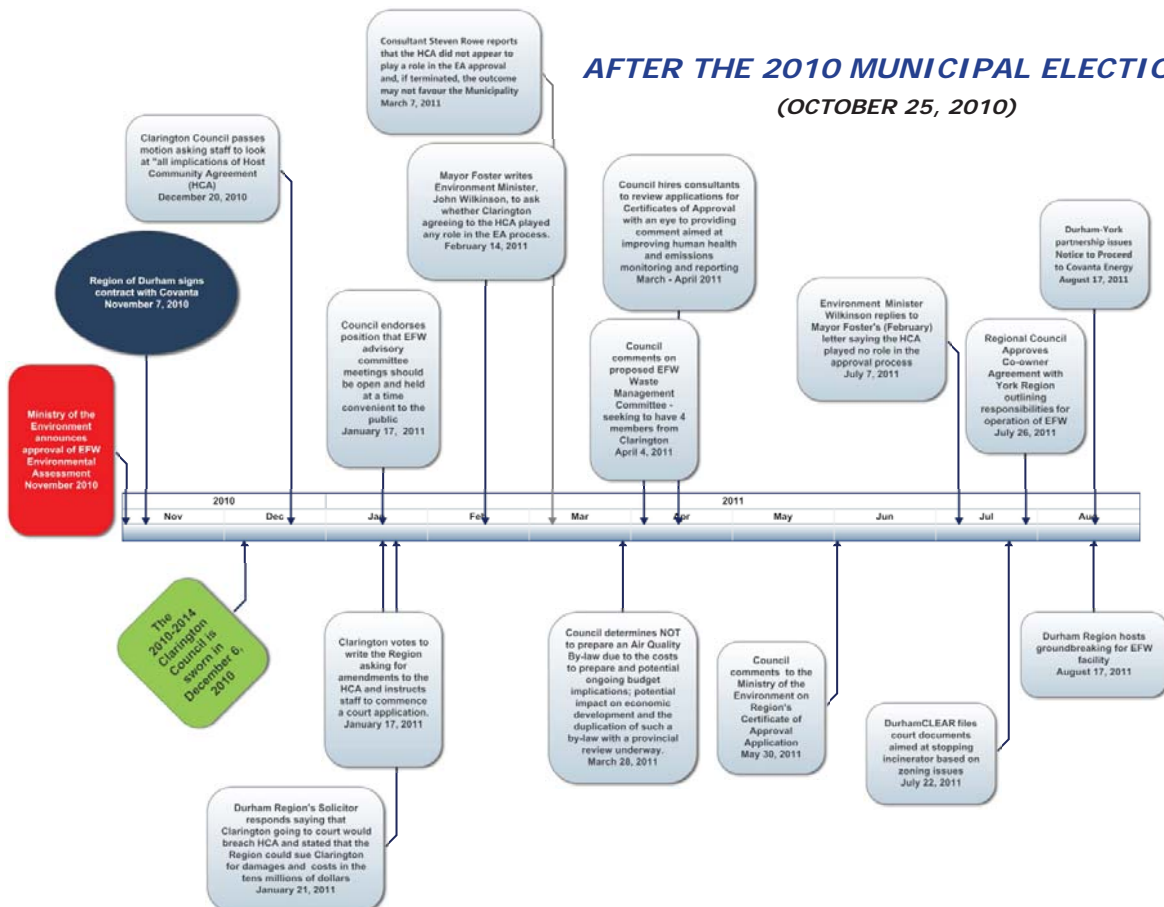 AFTER THE 2010 MUNICIPAL ELECTIO
(OCTOBER 25, 2010)
Consultant Steven Rowe reports
that the HCA did not appear to
play a role in the EA approval
and, if terminated, the outcome
may not favour the Municipality
March 7, 2011
Clarington Council passes
motion asking staff to look
at "all implications of Host
Community Agreement
(HCA)
December 20, 2010
Mayor Foster writes
Environment Minister,
John Wilkinson, to ask
whether Clarington
agreeing to the HCA played
any role in the EA process.
February 14, 2011
Council hires consultants
to review applications for
Certificates of Approval
with an eye to providing
comment aimed at
improving human health
and emissions
monitoring and reporting
March - April 2011
Durham-York
partnership issues
Notice to Proceed
to Covanta Energy
August 17, 2011
Region of Durham signs
contract with Covanta
November 7, 2010
Council endorses
position that EFW
advisory
committee
meetings should
be open and held
at a time
convenient to the
public
January 17, 2011
Council
comments on
proposed EFW
Waste
Management
Committee -
seeking to have 4
members from
Clarington
April 4, 2011
Environment Minister
Wilkinson replies to
Mayor Foster's (February)
letter saying the HCA
played no role in the
approval process
July 7, 2011
Regional Council
Approves
Co-owner
Agreement with
York Region
outlining
responsibilities for
operation of EFW
July 26, 2011
Ministry of the
Environment
announces
approval of EFW
Environmental
Assessment
November 2010
2010 2011
Nov Dec Jan Feb Mar Apr May Jun Jul Aug
The
2010-2014
Clarington
Council is
sworn in
December 6,
2010
Clarington votes to
write the Region
asking for
amendments to the
HCA and instructs
staff to commence
a court application.
January 17, 2011
Council determines NOT
to prepare an Air Quality
By-law due to the costs
to prepare and potential
ongoing budget
implications; potential
impact on economic
development and the
duplication of such a
by-law with a provincial
review underway.
March 28, 2011
Council
comments to the
Ministry of the
Environment on
Region's
Certificate of
Approval
Application
May 30, 2011
Durham Region hosts
groundbreaking for EFW
facility
August 17, 2011
DurhamCLEAR files
court documents
aimed at stopping
incinerator based on
zoning issues
July 22, 2011
Durham Region's Solicitor
responds saying that
Clarington going to court would
breach HCA and stated that the
Region could sue Clarington
for damages and costs in the
tens millions of dollars
January 21, 2011